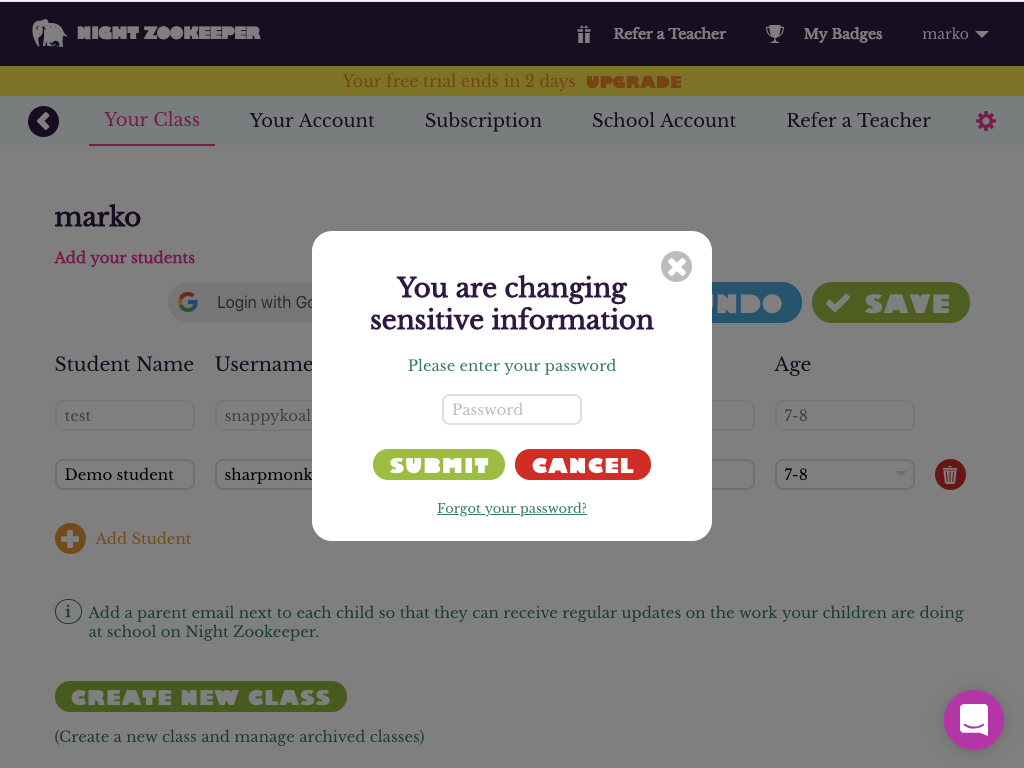 NIGHT ZOOKEEPER
Refer a Teacher
My Badges
marko
Your free trial ends in 2 days UPGRADE
Your Class
Your Account
Subscription
School Account
Refer a Teacher
marko
Add your students
Login with Go
NDO
SAVE
You are changing
sensitive information
Please enter your password
Password
SUBMIT
CANCEL
Forgot your password?
Student Name
Username
Age
test
snappykoal
7-8
Demo student
sharpmonk
7-8
Add Student
i
Add a parent email next to each child so that they can receive regular updates on the work your children are doing
at school on Night Zookeeper.
CREATE NEW CLASS
(Create a new class and manage archived classes)